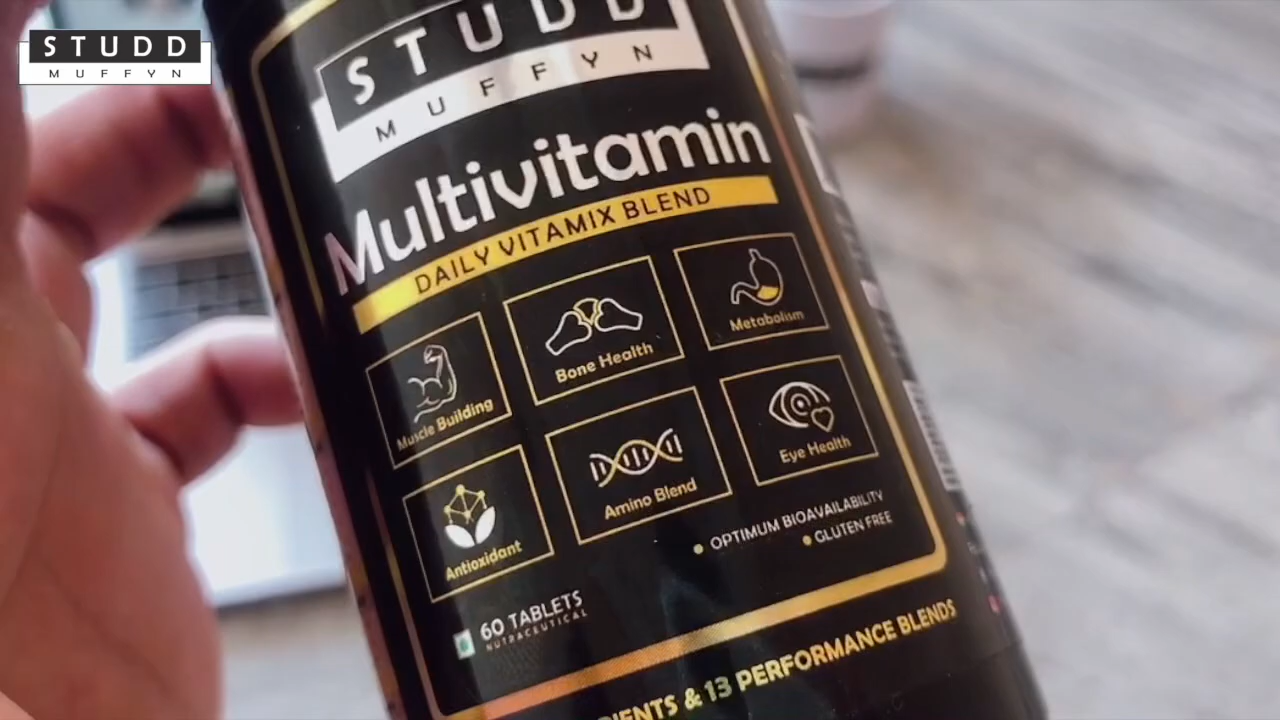 STUDD
MUFFYN
STUDD
MUFFYN
Multivitamin
DAILY VITAMIX BLEND
Muscle Building
Bone Health
Metabolism
Antioxidant
Amino Blend
Eye Health
OPTIMUM BIOAVAILABILITY
GLUTEN FREE
60 TABLETS
NUTRACEUTICAL
& 13 PERFORMANCE BLENDS